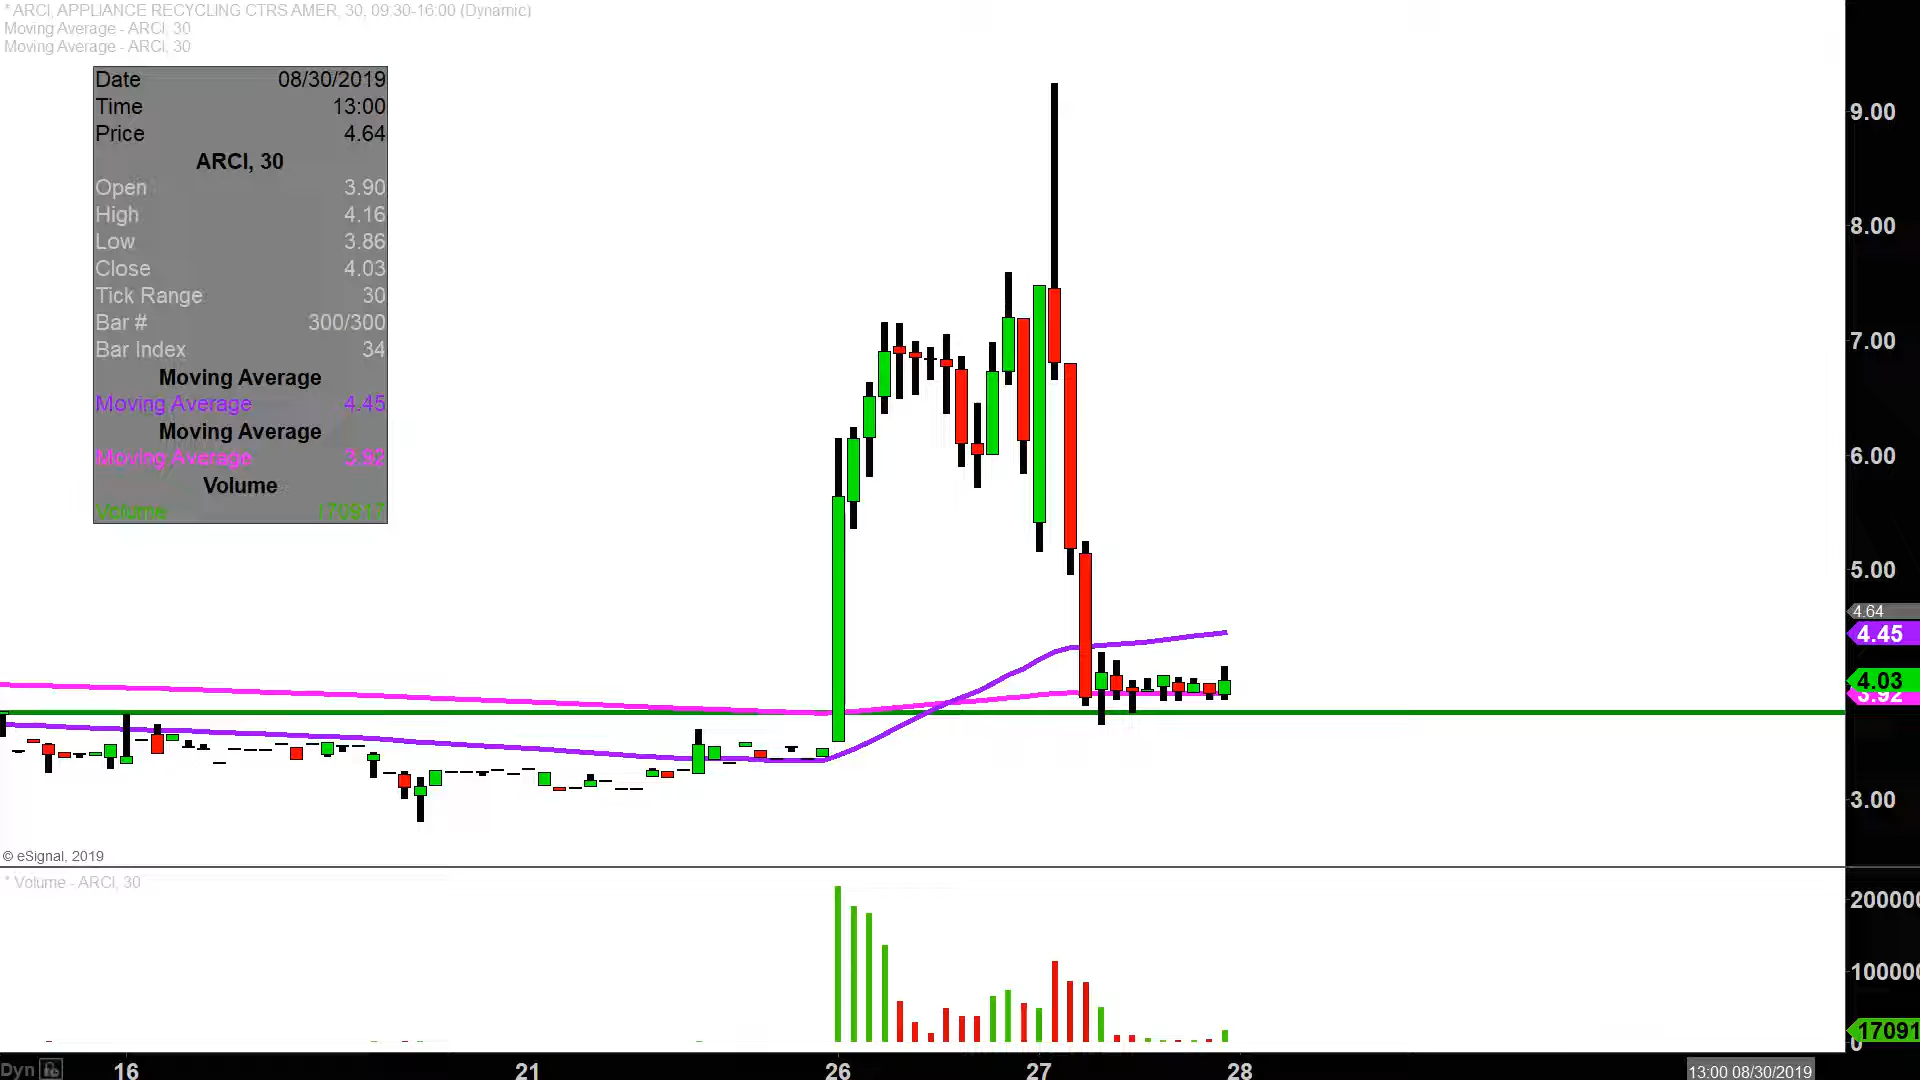 * ARCI, APPLIANCE RECYCLING CTRS AMER, 30, 09:30-16:00 (Dynamic)
Moving Average - ARCI, 30
Moving Average - ARCI, 30
Date 08/30/2019
Time 13:00
Price 4.64
ARCI, 30
Open 3.90
High 4.16
Low 3.86
Close 4.03
Tick Range 30
Bar # 300/300
Bar Index 34
Moving Average
Moving Average 4.45
Moving Average
Moving Average 3.92
Volume
Volume 170917
9.00
8.00
7.00
6.00
5.00
4.64
4.45
4.03
3.92
3.00
© eSignal, 2019
* Volume - ARCI, 30
200000
100000
17091
0
Dyn 16 21 26 27 28 13:00 08/30/2019